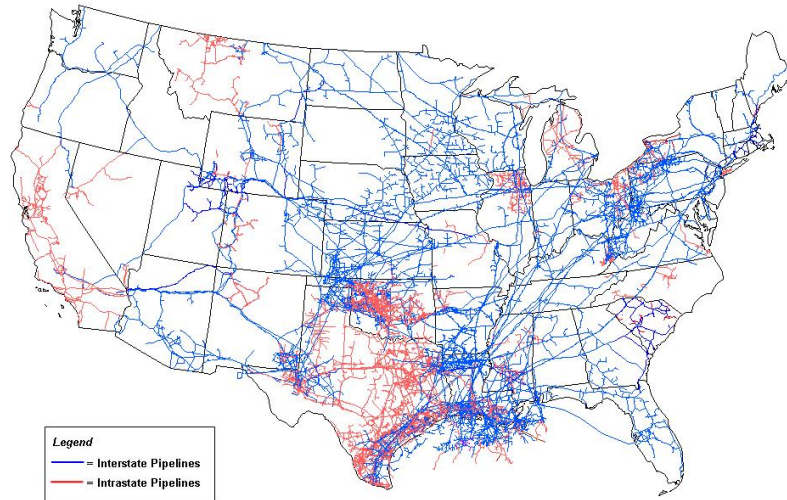 Legend
= Interstate Pipelines
= Intrastate Pipelines